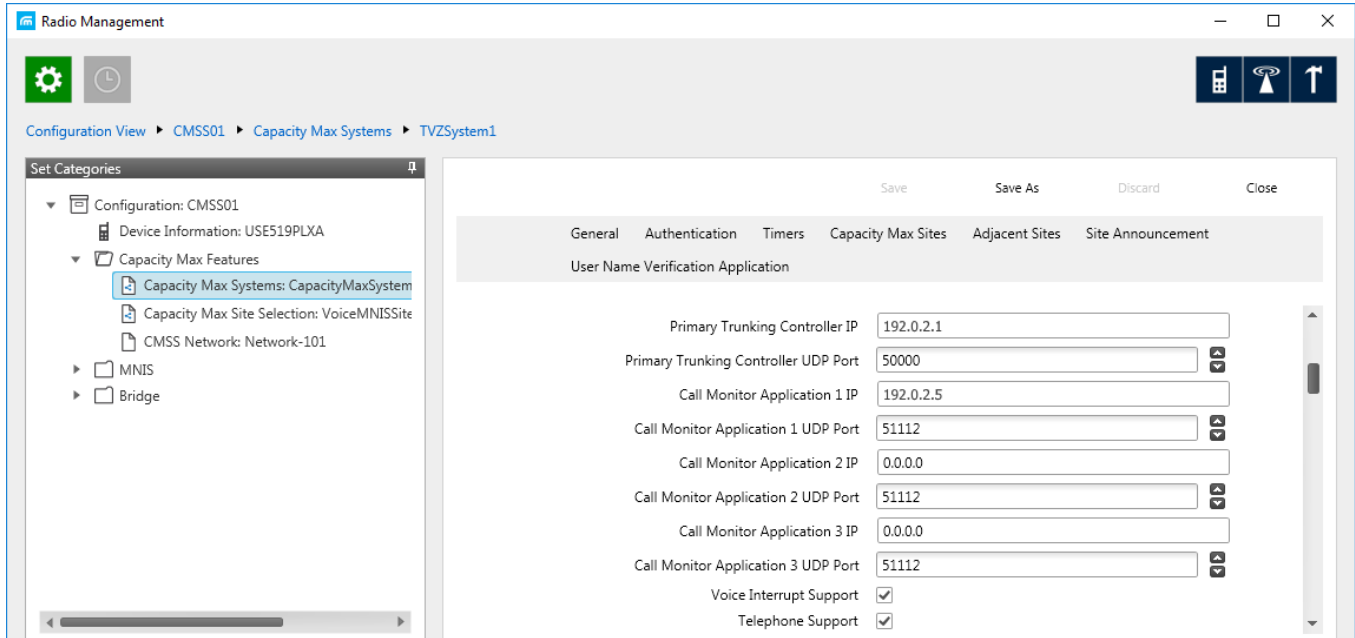 Radio Management
Configuration View CMSS01 Capacity Max Systems TVZSystem1
Set Categories
Configuration: CMSS01
Device Information: USE519PLXA
Capacity Max Features
Capacity Max Systems: CapacityMaxSystem
Capacity Max Site Selection: VoiceMNISSite
CMSS Network: Network-101
MNIS
Bridge
Save Save As Discard Close
General Authentication Timers Capacity Max Sites Adjacent Sites Site Announcement
User Name Verification Application
Primary Trunking Controller IP 192.0.2.1
Primary Trunking Controller UDP Port 50000
Call Monitor Application 1 IP 192.0.2.5
Call Monitor Application 1 UDP Port 51112
Call Monitor Application 2 IP 0.0.0.0
Call Monitor Application 2 UDP Port 51112
Call Monitor Application 3 IP 0.0.0.0
Call Monitor Application 3 UDP Port 51112
Voice Interrupt Support
Telephone Support